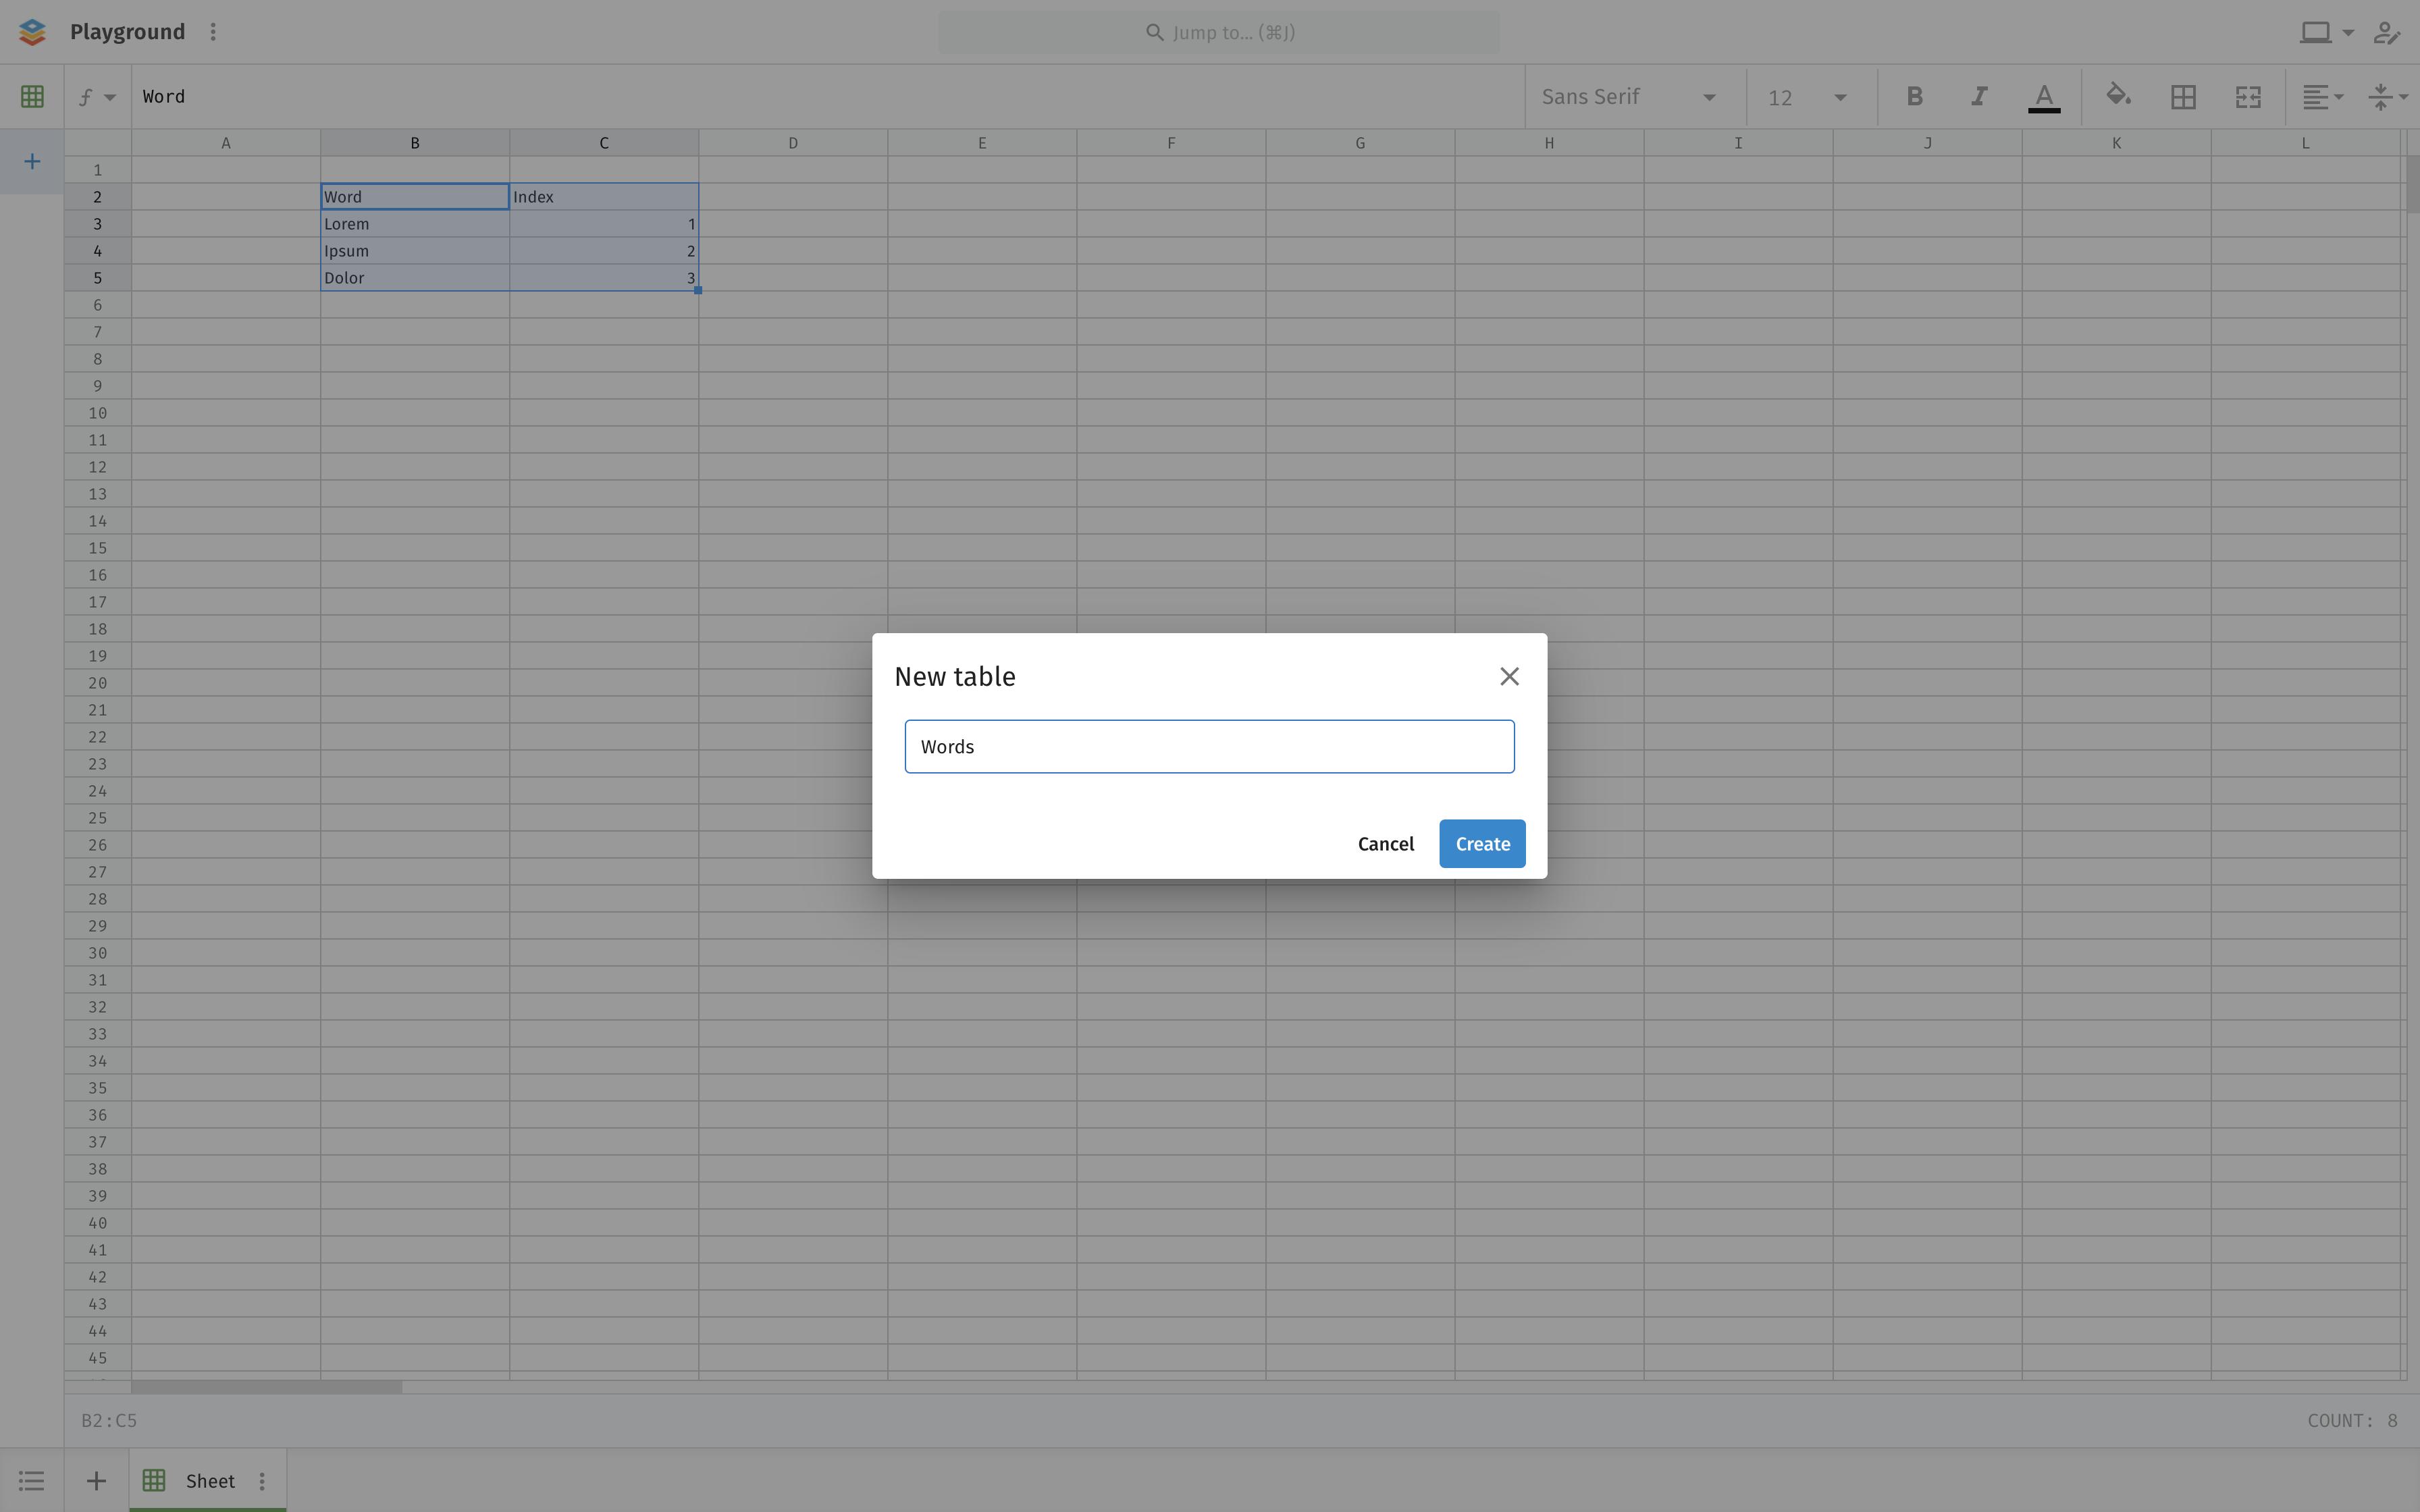 Playground
Jump to... (⌘J)
Word
Sans Serif
12
B
I
A
A B C D E F G H I J K L
1
2 Word Index
3 Lorem 1
4 Ipsum 2
5 Dolor 3
6
7
8
9
10
11
12
13
14
15
16
17
18
19
20
21
22
23
24
25
26
27
28
29
30
31
32
33
34
35
36
37
38
39
40
41
42
43
44
45
New table
Words
Cancel
Create
B2:C5
COUNT: 8
Sheet